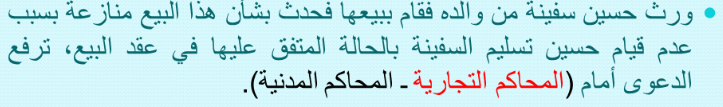 • ورث حسين سفينة من والده فقام ببيعها فحدث بشأن هذا البيع منازعة بسبب
عدم قيام حسين تسليم السفينة بالحالة المتفق عليها في عقد البيع، ترفع
الدعوى أمام (المحاكم التجارية ـ المحاكم المدنية).